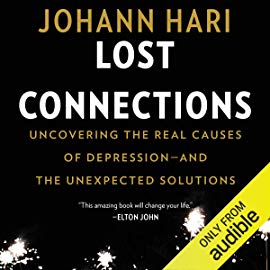 JOHANN HARI
LOST
CONNECTIONS
UNCOVERING THE REAL CAUSES
OF DEPRESSION—AND
THE UNEXPECTED SOLUTIONS
"This amazing book will change your life,"
—ELTON JOHN
ONLY FROM
audible